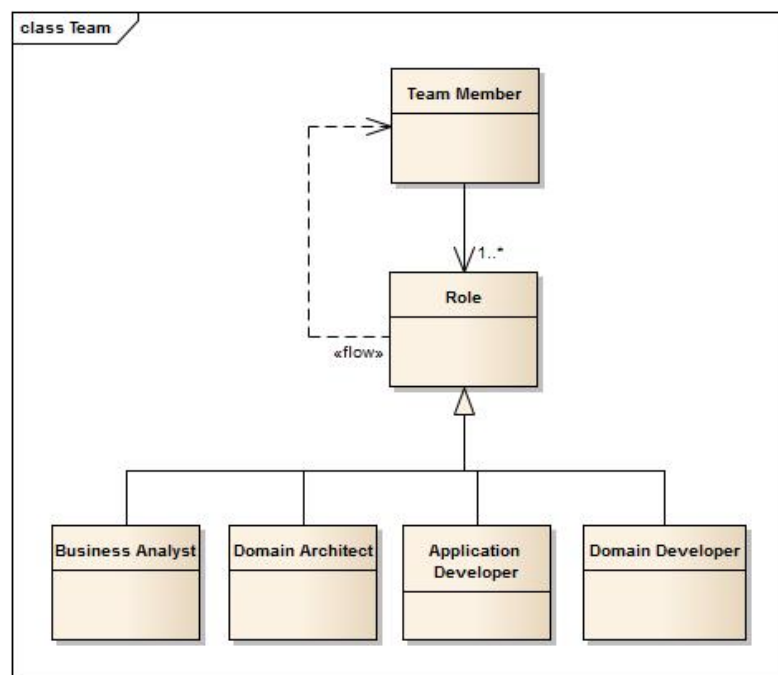 class Team
Team Member
1..*
Role
«flow»
Business Analyst
Domain Architect
Application
Developer
Domain Developer